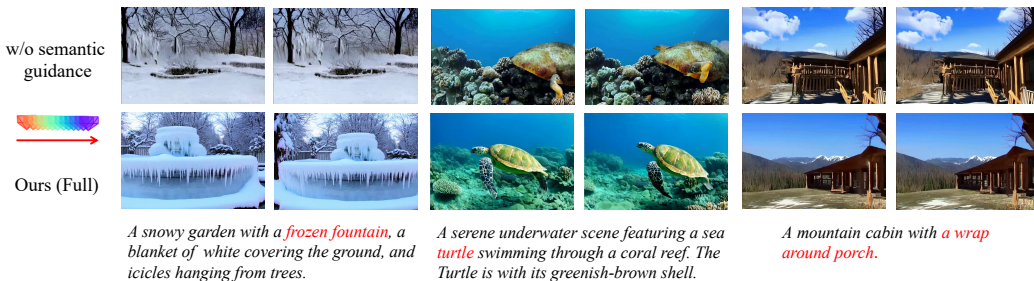 w/o semantic
guidance
Ours (Full)
A snowy garden with a frozen fountain, a
blanket of white covering the ground, and
icicles hanging from trees.
A serene underwater scene featuring a sea
turtle swimming through a coral reef. The
Turtle is with its greenish-brown shell.
A mountain cabin with a wrap
around porch.